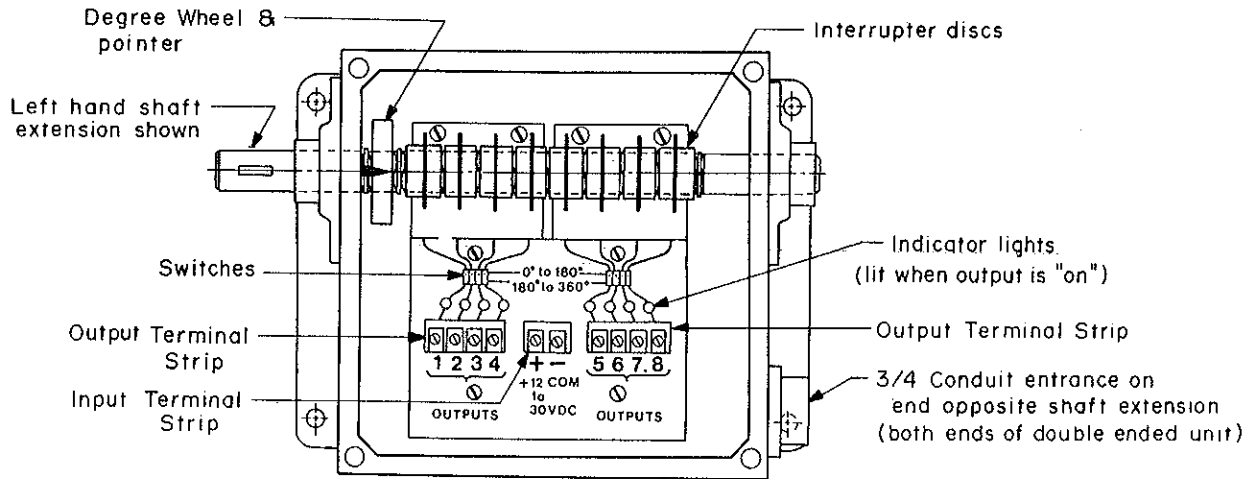 Degree Wheel &
pointer
Interrupter discs
Left hand shaft
extension shown
Indicator lights
(lit when output is "on")
Switches
0° to 180°
180° to 360°
Output Terminal
Strip
Output Terminal Strip
1 2 3 4
+ -
5 6 7 8
+12 COM
to
30VDC
Input Terminal
Strip
OUTPUTS
OUTPUTS
3/4 Conduit entrance on
end opposite shaft extension
(both ends of double ended unit)